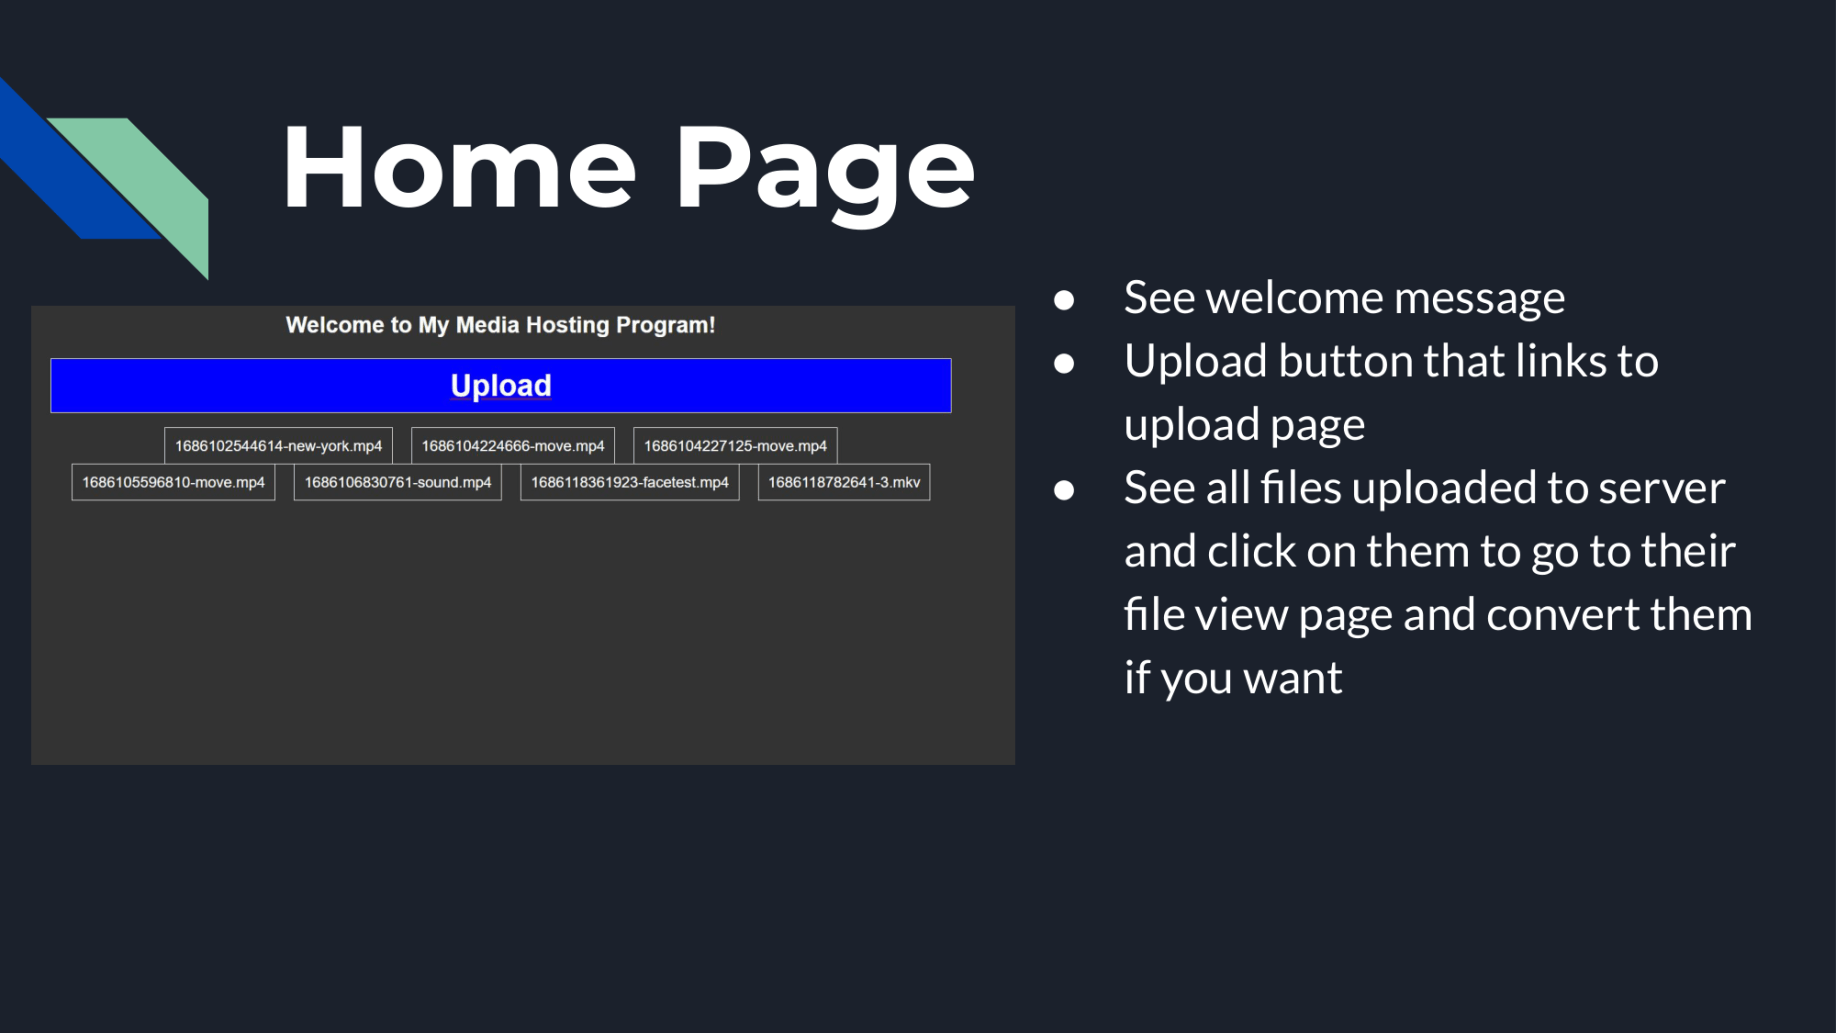 Home Page
Welcome to My Media Hosting Program!
Upload
1686102544614-new-york.mp4 1686104224666-move.mp4 1686104227125-move.mp4
1686105596810-move.mp4 1686106830761-sound.mp4 1686118361923-facetest.mp4 1686118782641-3.mkv
● See welcome message
● Upload button that links to
upload page
● See all files uploaded to server
and click on them to go to their
file view page and convert them
if you want